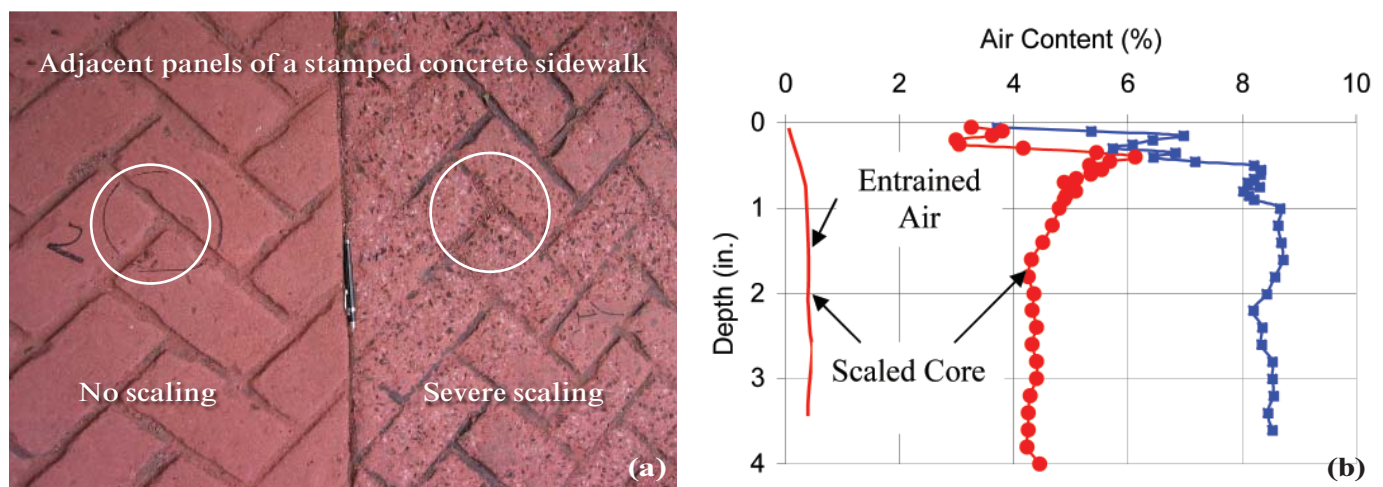 Adjacent panels of a stamped concrete sidewalk
No scaling
Severe scaling
(a)
Air Content (%)
0 2 4 6 8 10
Depth (in.)
0
1
2
3
4
Entrained
Air
Scaled Core
(b)